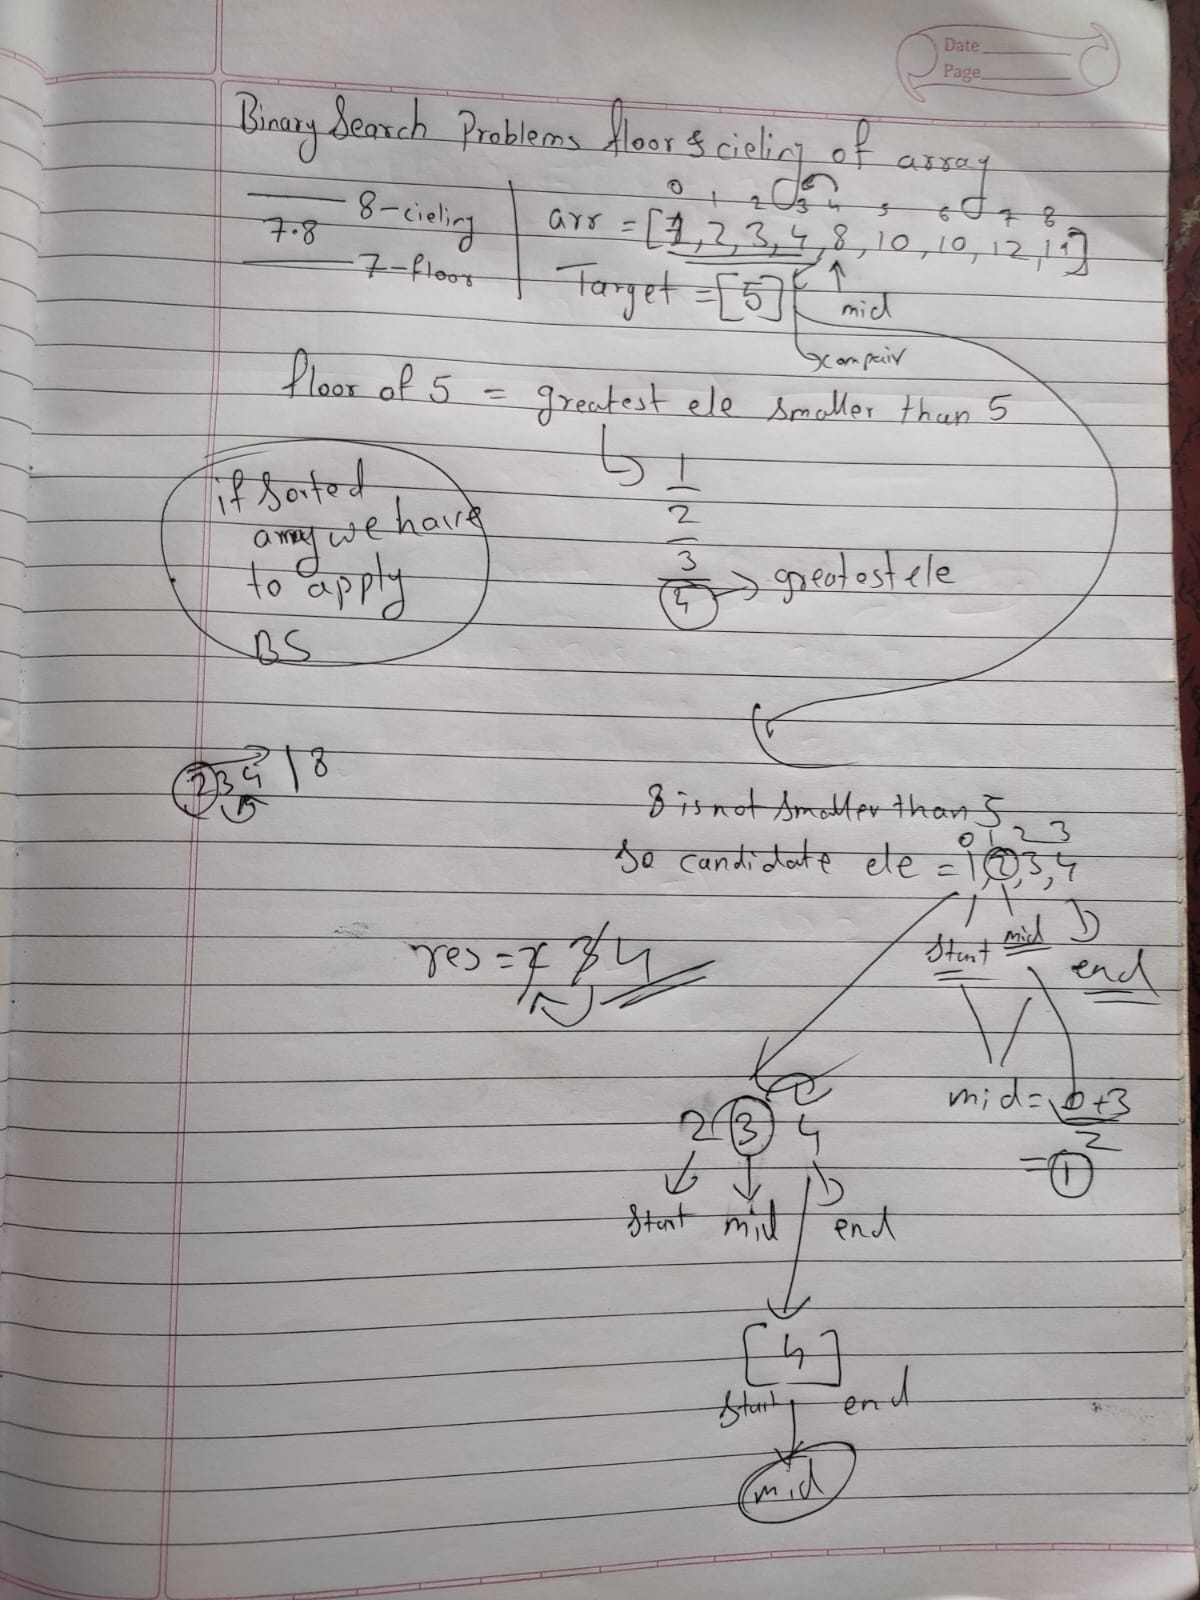 Date
Page
Binary Search Problems floor & cieling of array
8-cieling
7.8
7-floor
0 1 2 3 4 5 6 7 8
arr = [1, 2, 3, 4, 8, 10, 10, 12, 19]
Target = [5]
mid
compair
floor of 5 = greatest ele smaller than 5
1
2
3
4 → greatest ele
if Sorted
array we have
to apply
BS
2 3 4 | 8
8 is not smaller than 5
0 1 2 3
So candidate ele = 1, 2, 3, 4
start mid end
res = 2 3 4
mid = 0+3
2
= 1
2 3 4
start mid end
[4]
start end
mid